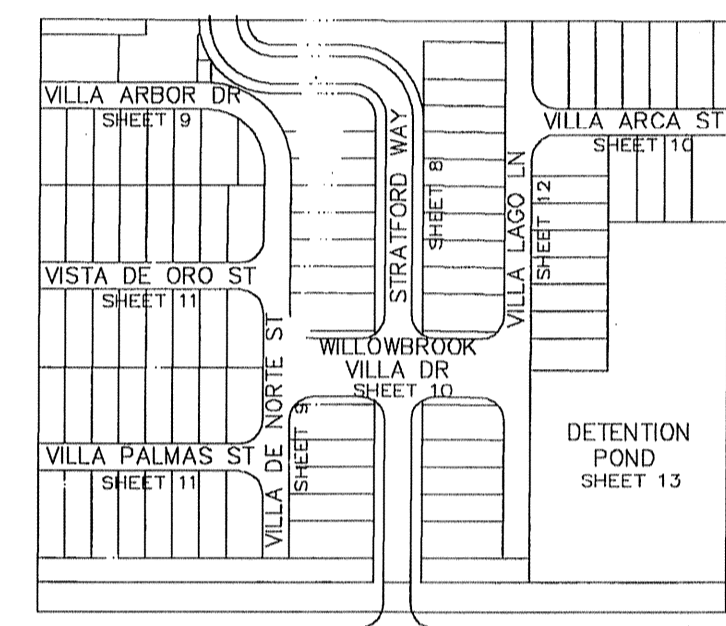 VILLA ARBOR DR
SHEET 9
VILLA ARCA ST
SHEET 10
STRATFORD WAY
SHEET 8
VILLA LAGO LN
SHEET 12
VISTA DE ORO ST
SHEET 11
WILLOWBROOK
VILLA DR
SHEET 10
VILLA DE NORTE ST
SHEET 9
VILLA PALMAS ST
SHEET 11
DETENTION
POND
SHEET 13